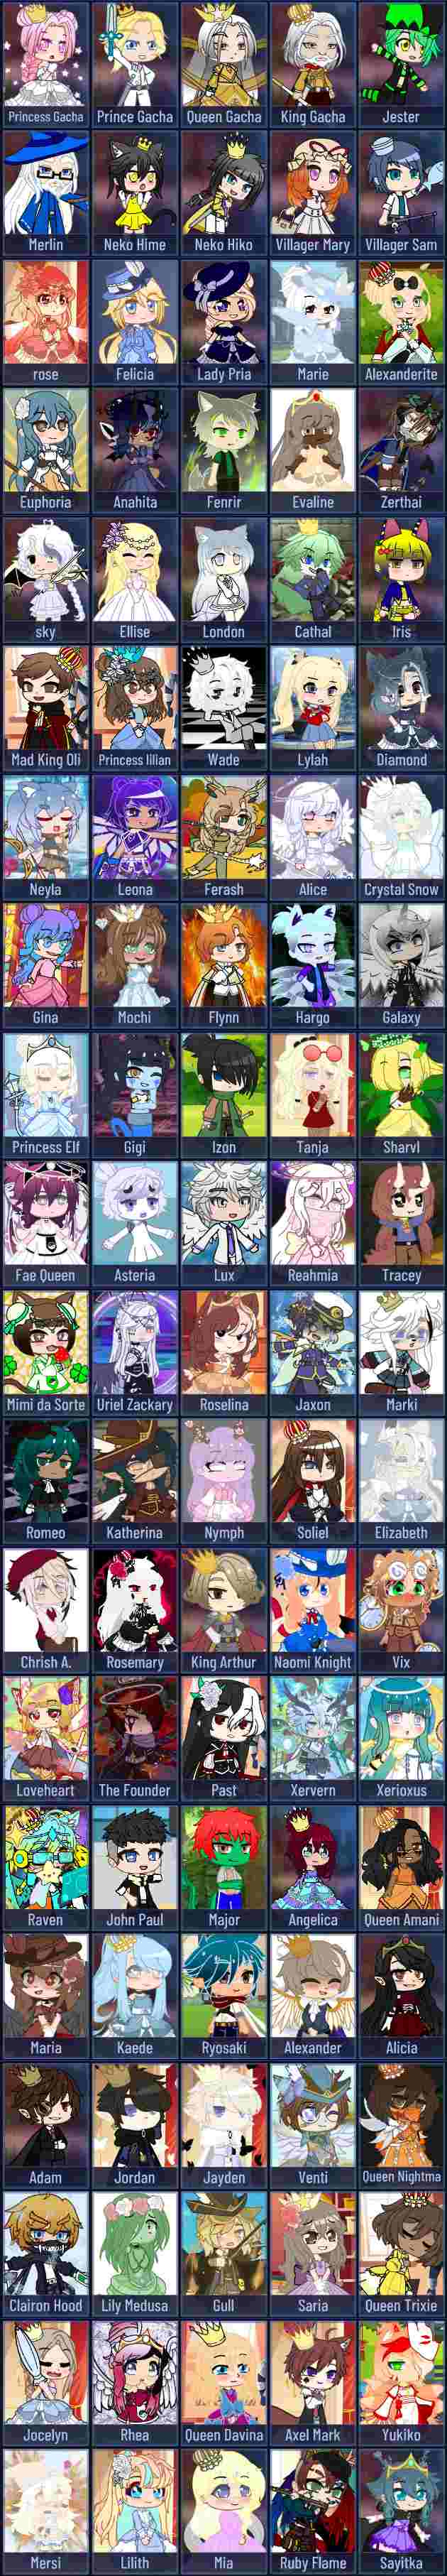 Princess Gacha
Prince Gacha
Queen Gacha
King Gacha
Jester
Merlin
Neko Hime
Neko Hiko
Villager Mary
Villager Sam
rose
Felicia
Lady Pria
Marie
Alexanderite
Euphoria
Anahita
Fenrir
Evaline
Zerthai
sky
Ellise
London
Cathal
Iris
Mad King Oli
Princess Illian
Wade
Lylah
Diamond
Neyla
Leona
Ferash
Alice
Crystal Snow
Gina
Mochi
Flynn
Hargo
Galaxy
Princess Elf
Gigi
Izon
Tanja
Sharvl
Fae Queen
Asteria
Lux
Reahmia
Tracey
Mimi da Sorte
Uriel Zackary
Roselina
Jaxon
Marki
Romeo
Katherina
Nymph
Soliel
Elizabeth
Chrish A.
Rosemary
King Arthur
Naomi Knight
Vix
Loveheart
The Founder
Past
Xervern
Xerioxus
Raven
John Paul
Major
Angelica
Queen Amani
Maria
Kaede
Ryosaki
Alexander
Alicia
Adam
Jordan
Jayden
Venti
Queen Nightma
Clairon Hood
Lily Medusa
Gull
Saria
Queen Trixie
Jocelyn
Rhea
Queen Davina
Axel Mark
Yukiko
Mersi
Lilith
Mia
Ruby Flame
Sayitka